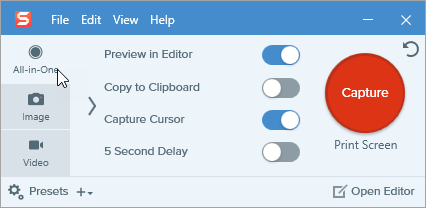 S File Edit View Help
All-in-One
Image
Video
Preview in Editor
Copy to Clipboard
Capture Cursor
5 Second Delay
Capture
Print Screen
Presets
Open Editor